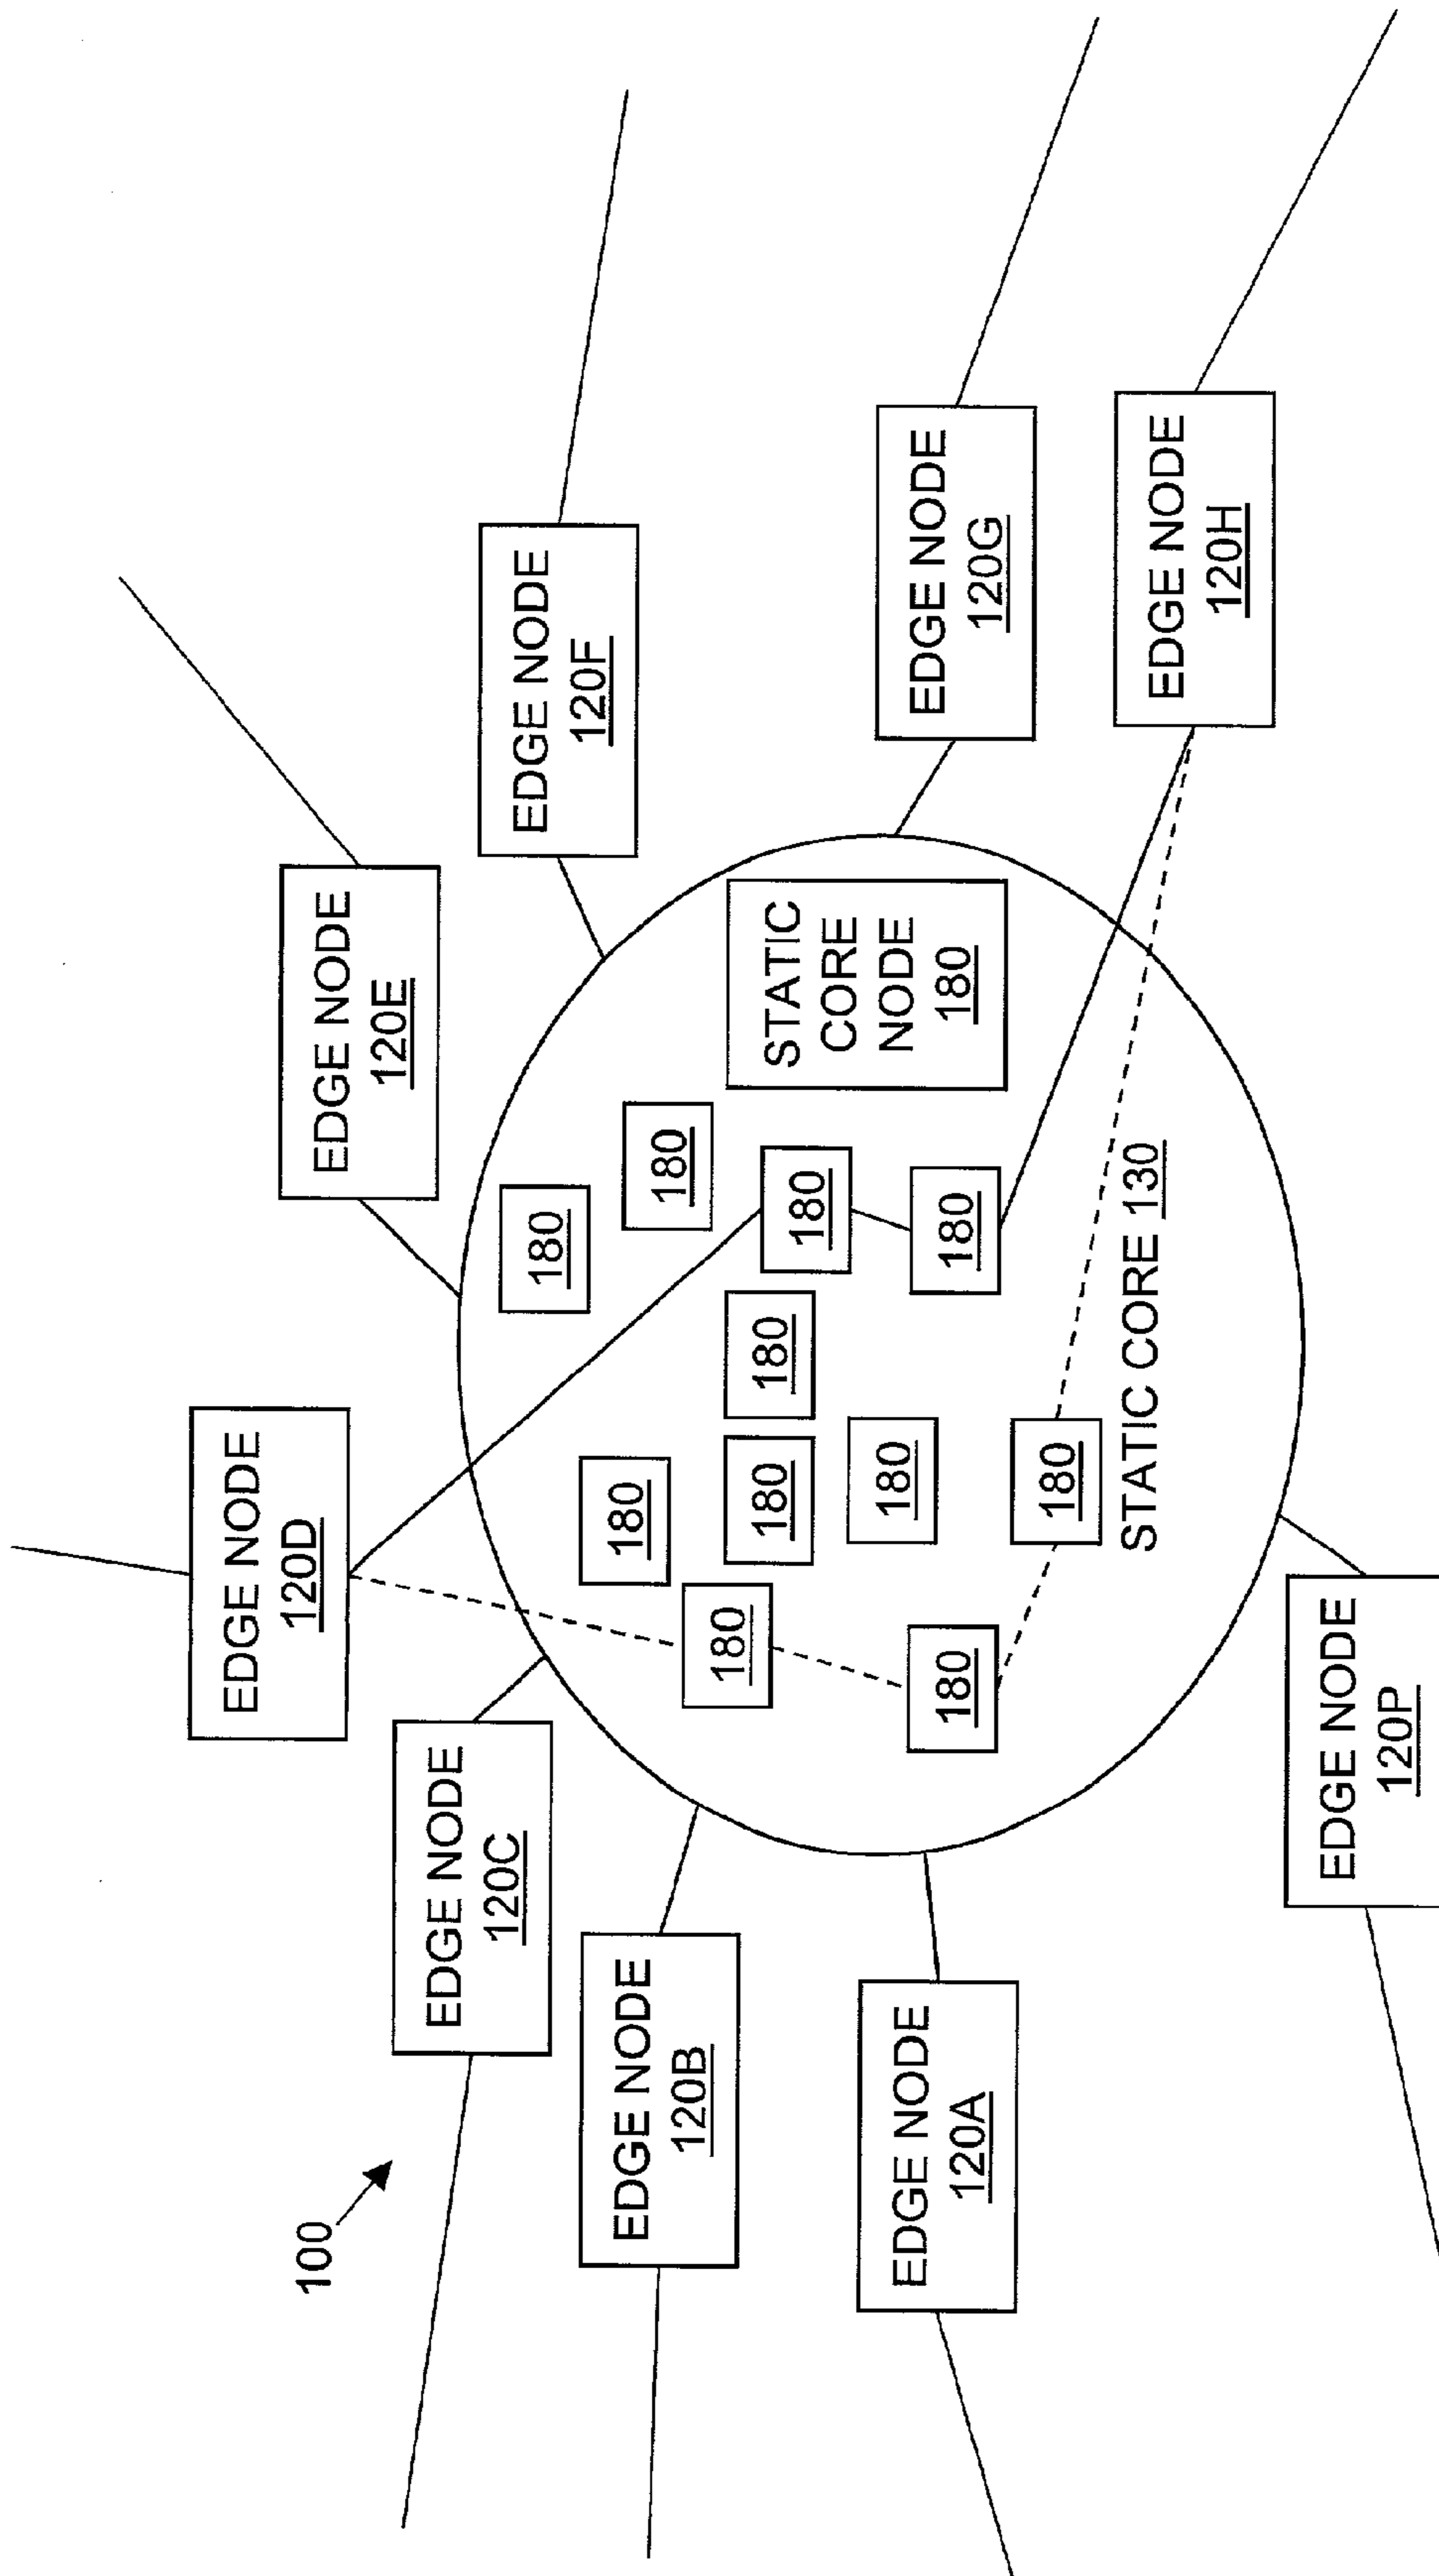 EDGE NODE
120D
100
EDGE NODE
120E
EDGE NODE
120C
EDGE NODE
120F
180
EDGE NODE
120B
180
180
180
180
180
180
STATIC
CORE
NODE
180
180
EDGE NODE
120A
180
180
EDGE NODE
120G
180
STATIC CORE 130
EDGE NODE
120H
EDGE NODE
120P